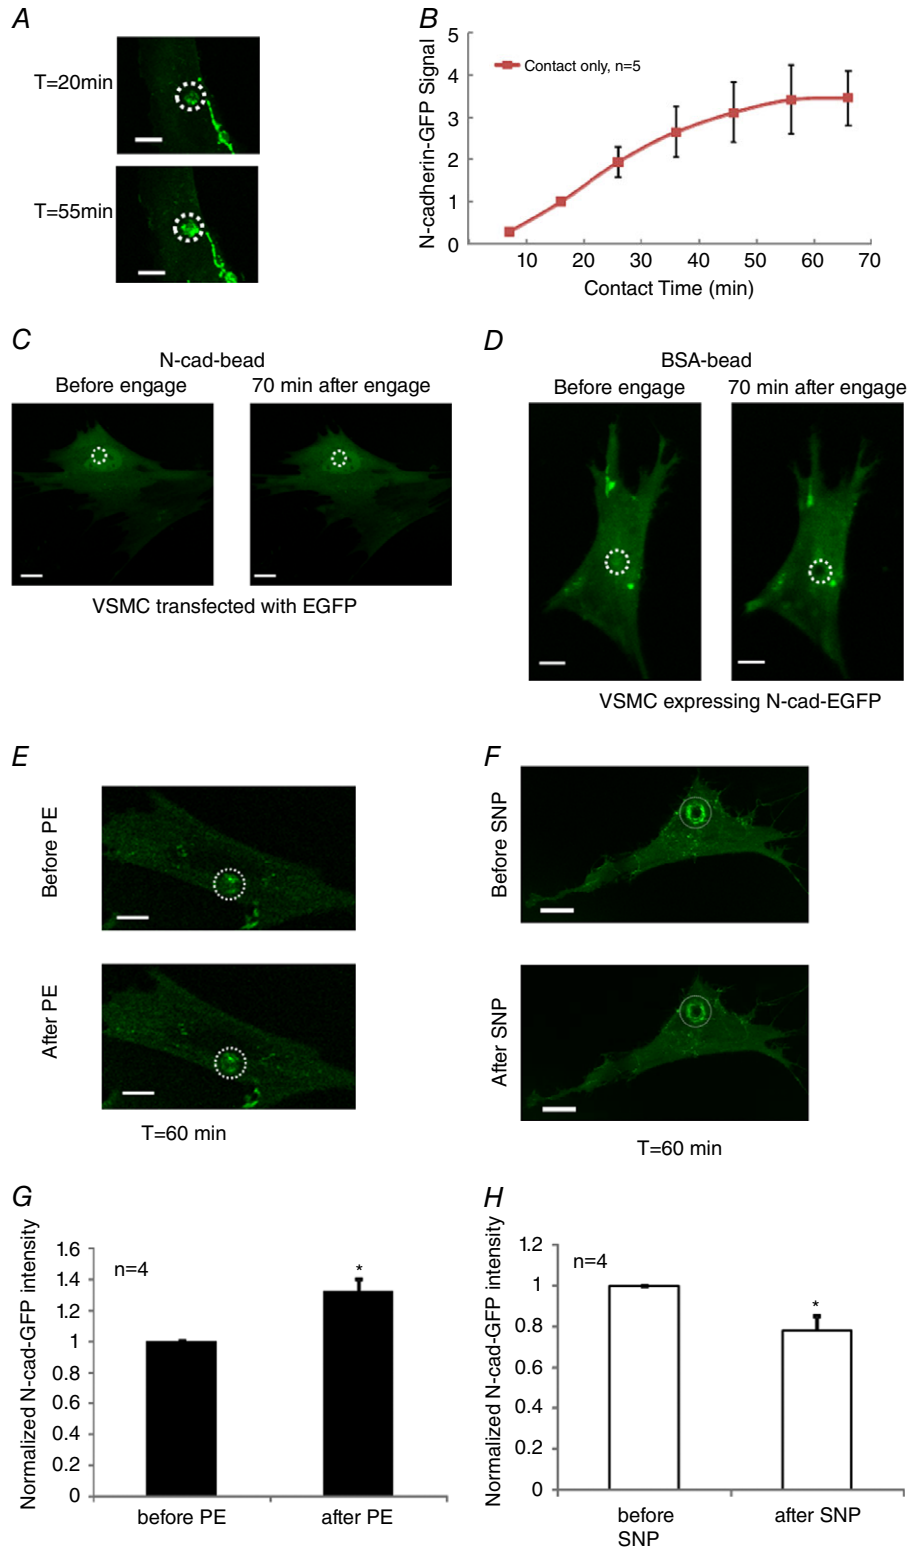 A
T=20min
T=55min
B
N-cadherin-GFP Signal
5
4
3
2
1
0
Contact only, n=5
10 20 30 40 50 60 70
Contact Time (min)
C
N-cad-bead
Before engage 70 min after engage
VSMC transfected with EGFP
D
BSA-bead
Before engage 70 min after engage
VSMC expressing N-cad-EGFP
E
Before PE
After PE
T=60 min
F
Before SNP
After SNP
T=60 min
G
Normalized N-cad-GFP intensity
1.6
1.4
1.2
1
0.8
0.6
0.4
0.2
0
n=4
*
before PE after PE
H
Normalized N-cad-GFP intensity
1.2
1
0.8
0.6
0.4
0.2
0
n=4
*
before after SNP
SNP